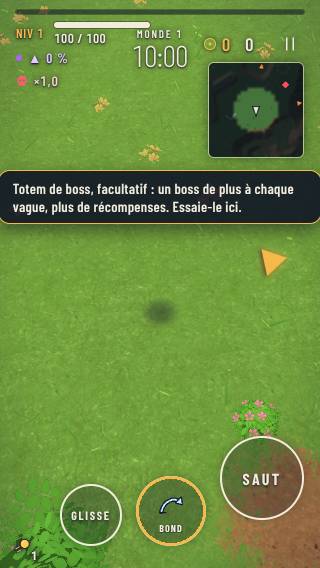 NIV 1
100 / 100
MONDE 1
10:00
0
0
▲ 0 %
×1,0
Totem de boss, facultatif : un boss de plus à chaque
vague, plus de récompenses. Essaie-le ici.
SAUT
GLISSE
BOND
1